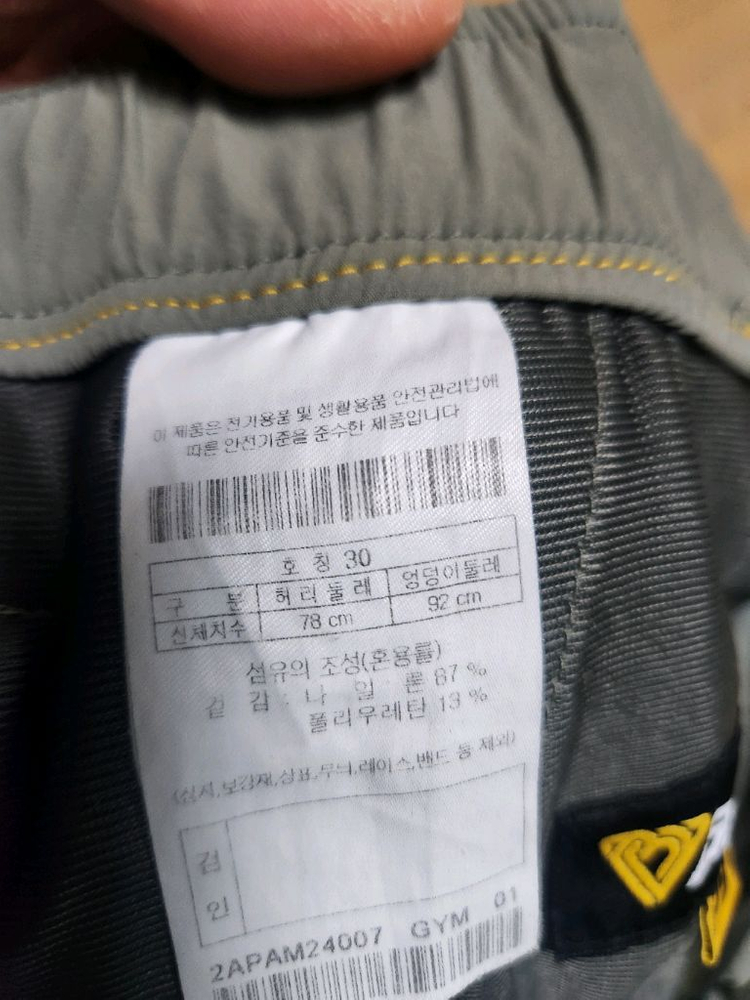 이 제품은 전기용품 및 생활용품 안전관리법에
따른 안전기준을 준수한 제품입니다
호 칭 30
구 분 허리둘레 엉덩이둘레
신체치수 78 cm 92 cm
섬유의 조성(혼용률)
겉 감 : 나 일 론 87 %
폴리우레탄 13 %
(심지,보강재,상표,무늬,레이스,밴드 등 제외)
검
인
2APAM24007 GYM 01